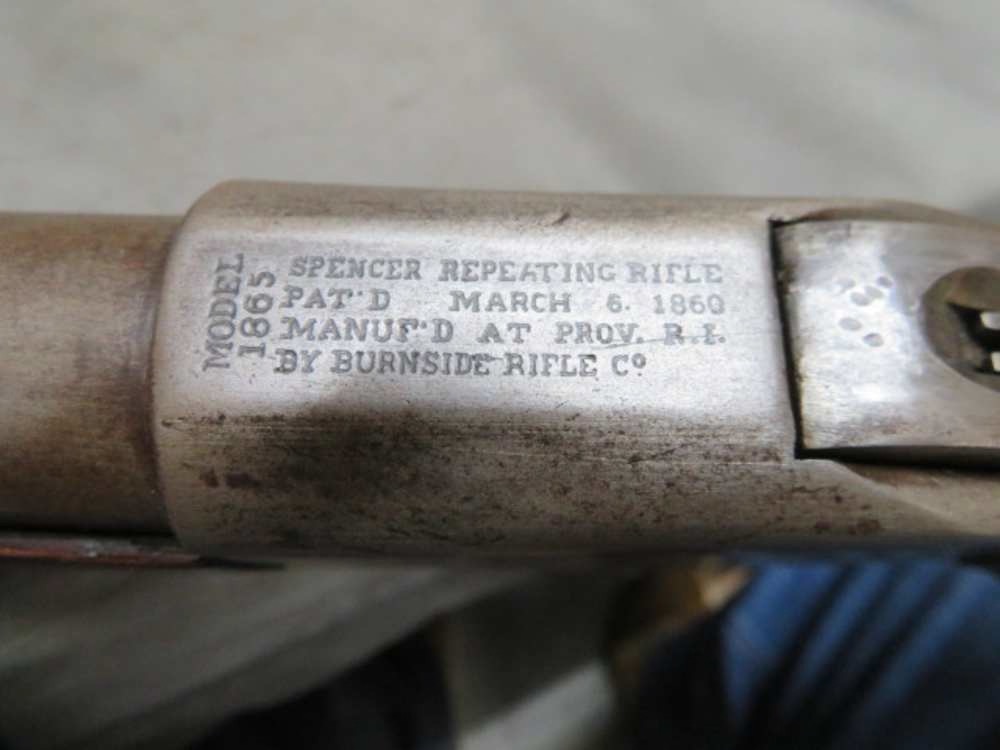 MODEL
1865
SPENCER REPEATING RIFLE
PAT'D MARCH 6. 1860
MANUF'D AT PROV. R.I.
BY BURNSIDE RIFLE Cº